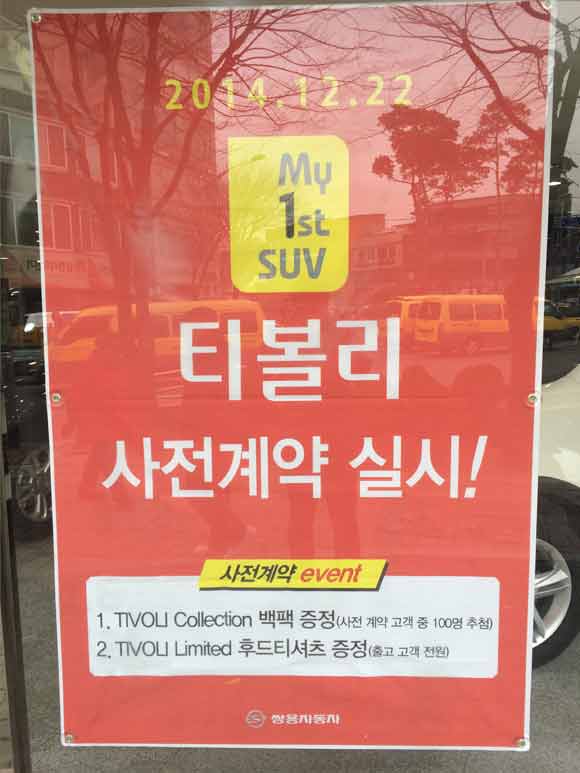 2014.12.22
My
1st
SUV
티볼리
사전계약 실시!
사전계약 event
1. TIVOLI Collection 백팩 증정(사전 계약 고객 중 100명 추첨)
2. TIVOLI Limited 후드티셔츠 증정(출고 고객 전원)
쌍용자동차